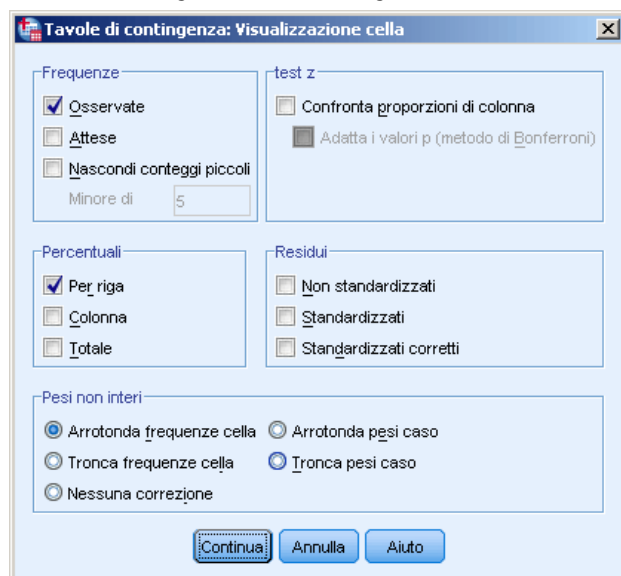 Tavole di contingenza: Visualizzazione cella
Frequenze
Osservate
Attese
Nascondi conteggi piccoli
Minore di 5
test z
Confronta proporzioni di colonna
Adatta i valori p (metodo di Bonferroni)
Percentuali
Per riga
Colonna
Totale
Residui
Non standardizzati
Standardizzati
Standardizzati corretti
Pesi non interi
Arrotonda frequenze cella Arrotonda pesi caso
Tronca frequenze cella Tronca pesi caso
Nessuna correzione
Continua Annulla Aiuto